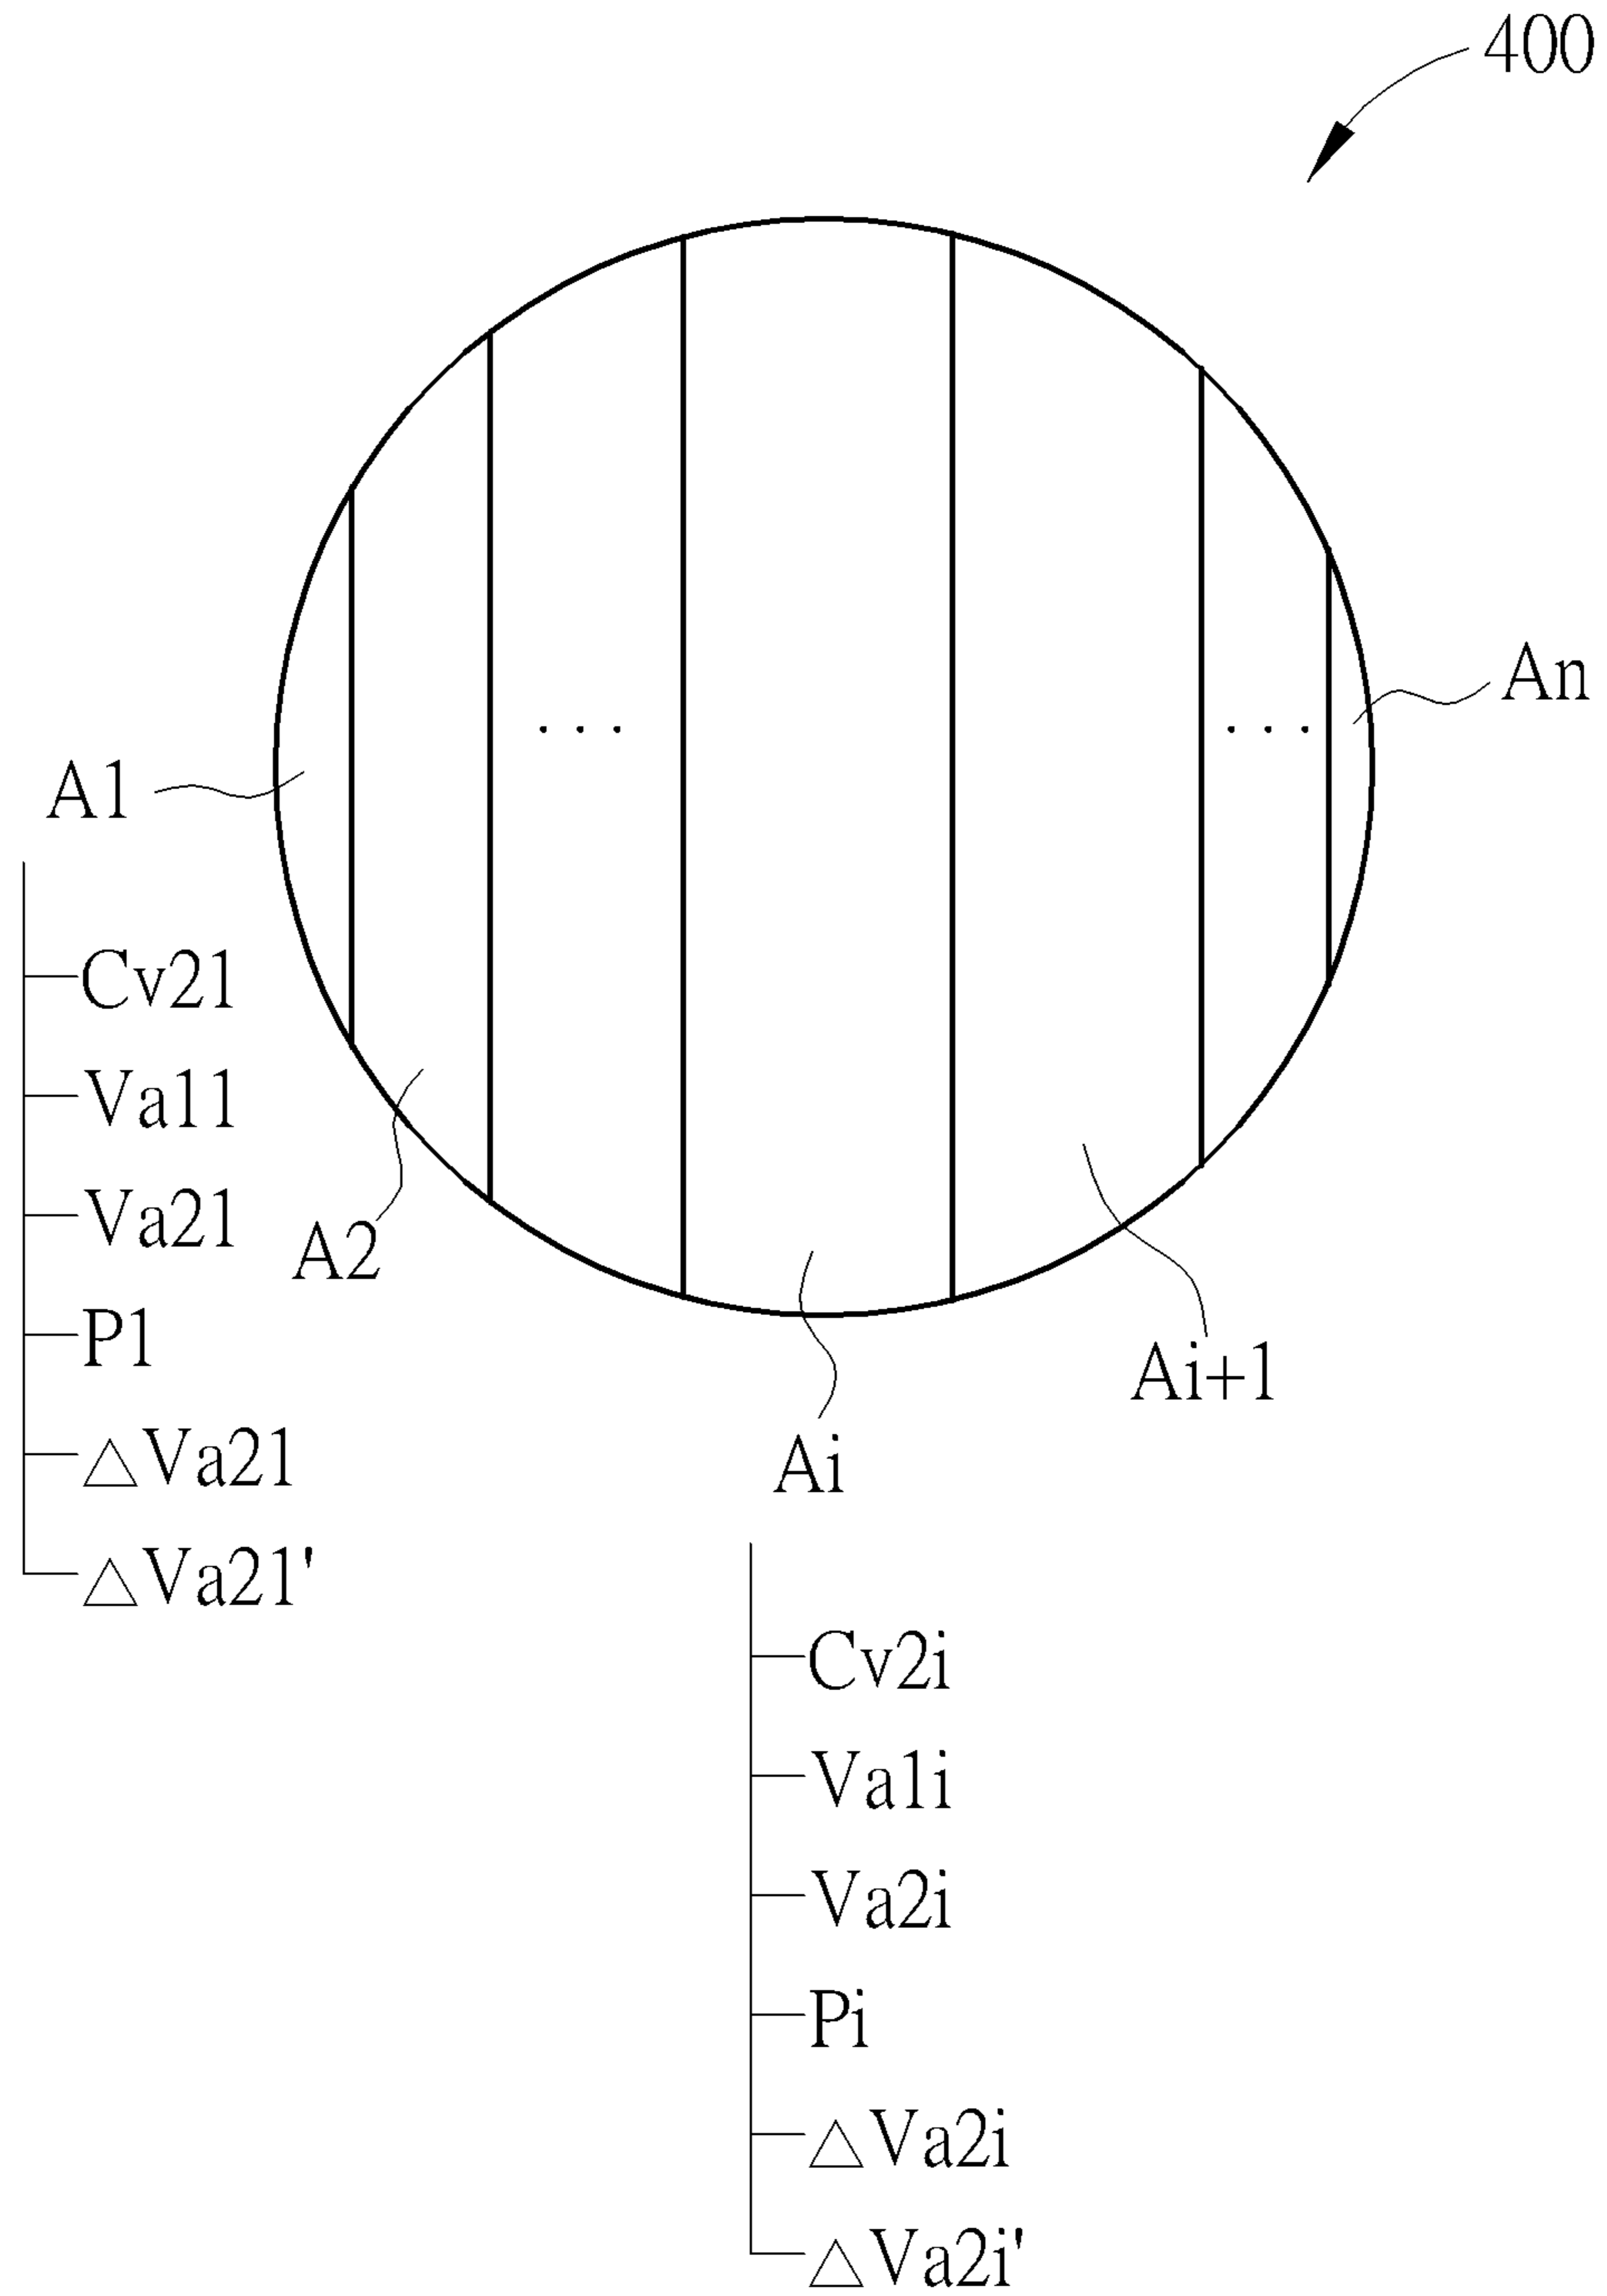 400
An
· · ·
· · ·
A1
Cv21
Va11
Va21
A2
P1
Ai+1
△Va21
Ai
△Va21'
Cv2i
Va1i
Va2i
Pi
△Va2i
△Va2i'